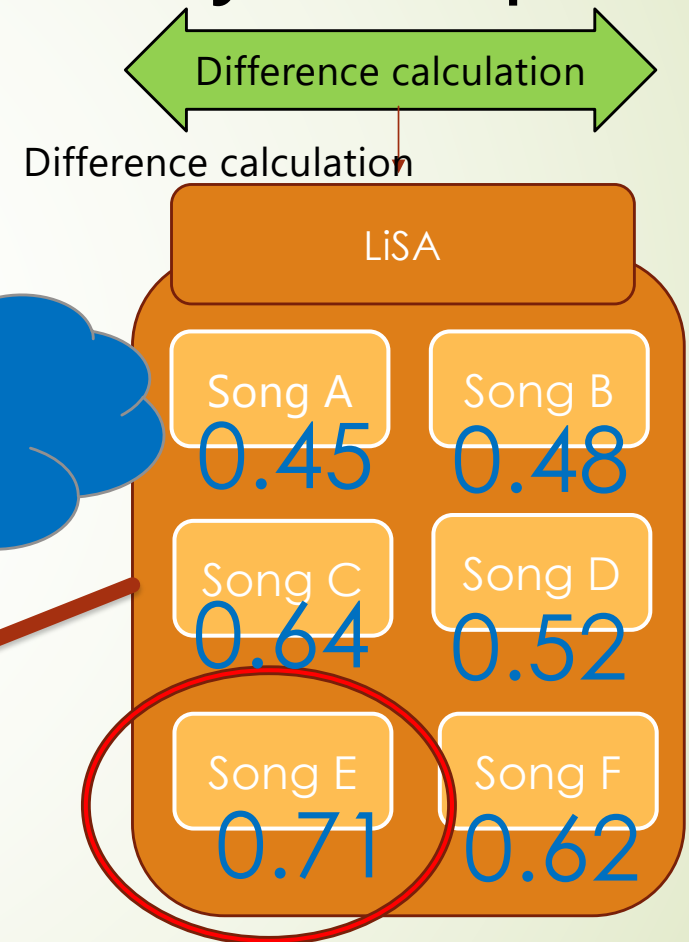 Difference calculation
Difference calculation
LiSA
Song A
0.45
Song B
0.48
Song C
0.64
Song D
0.52
Song E
0.71
Song F
0.62